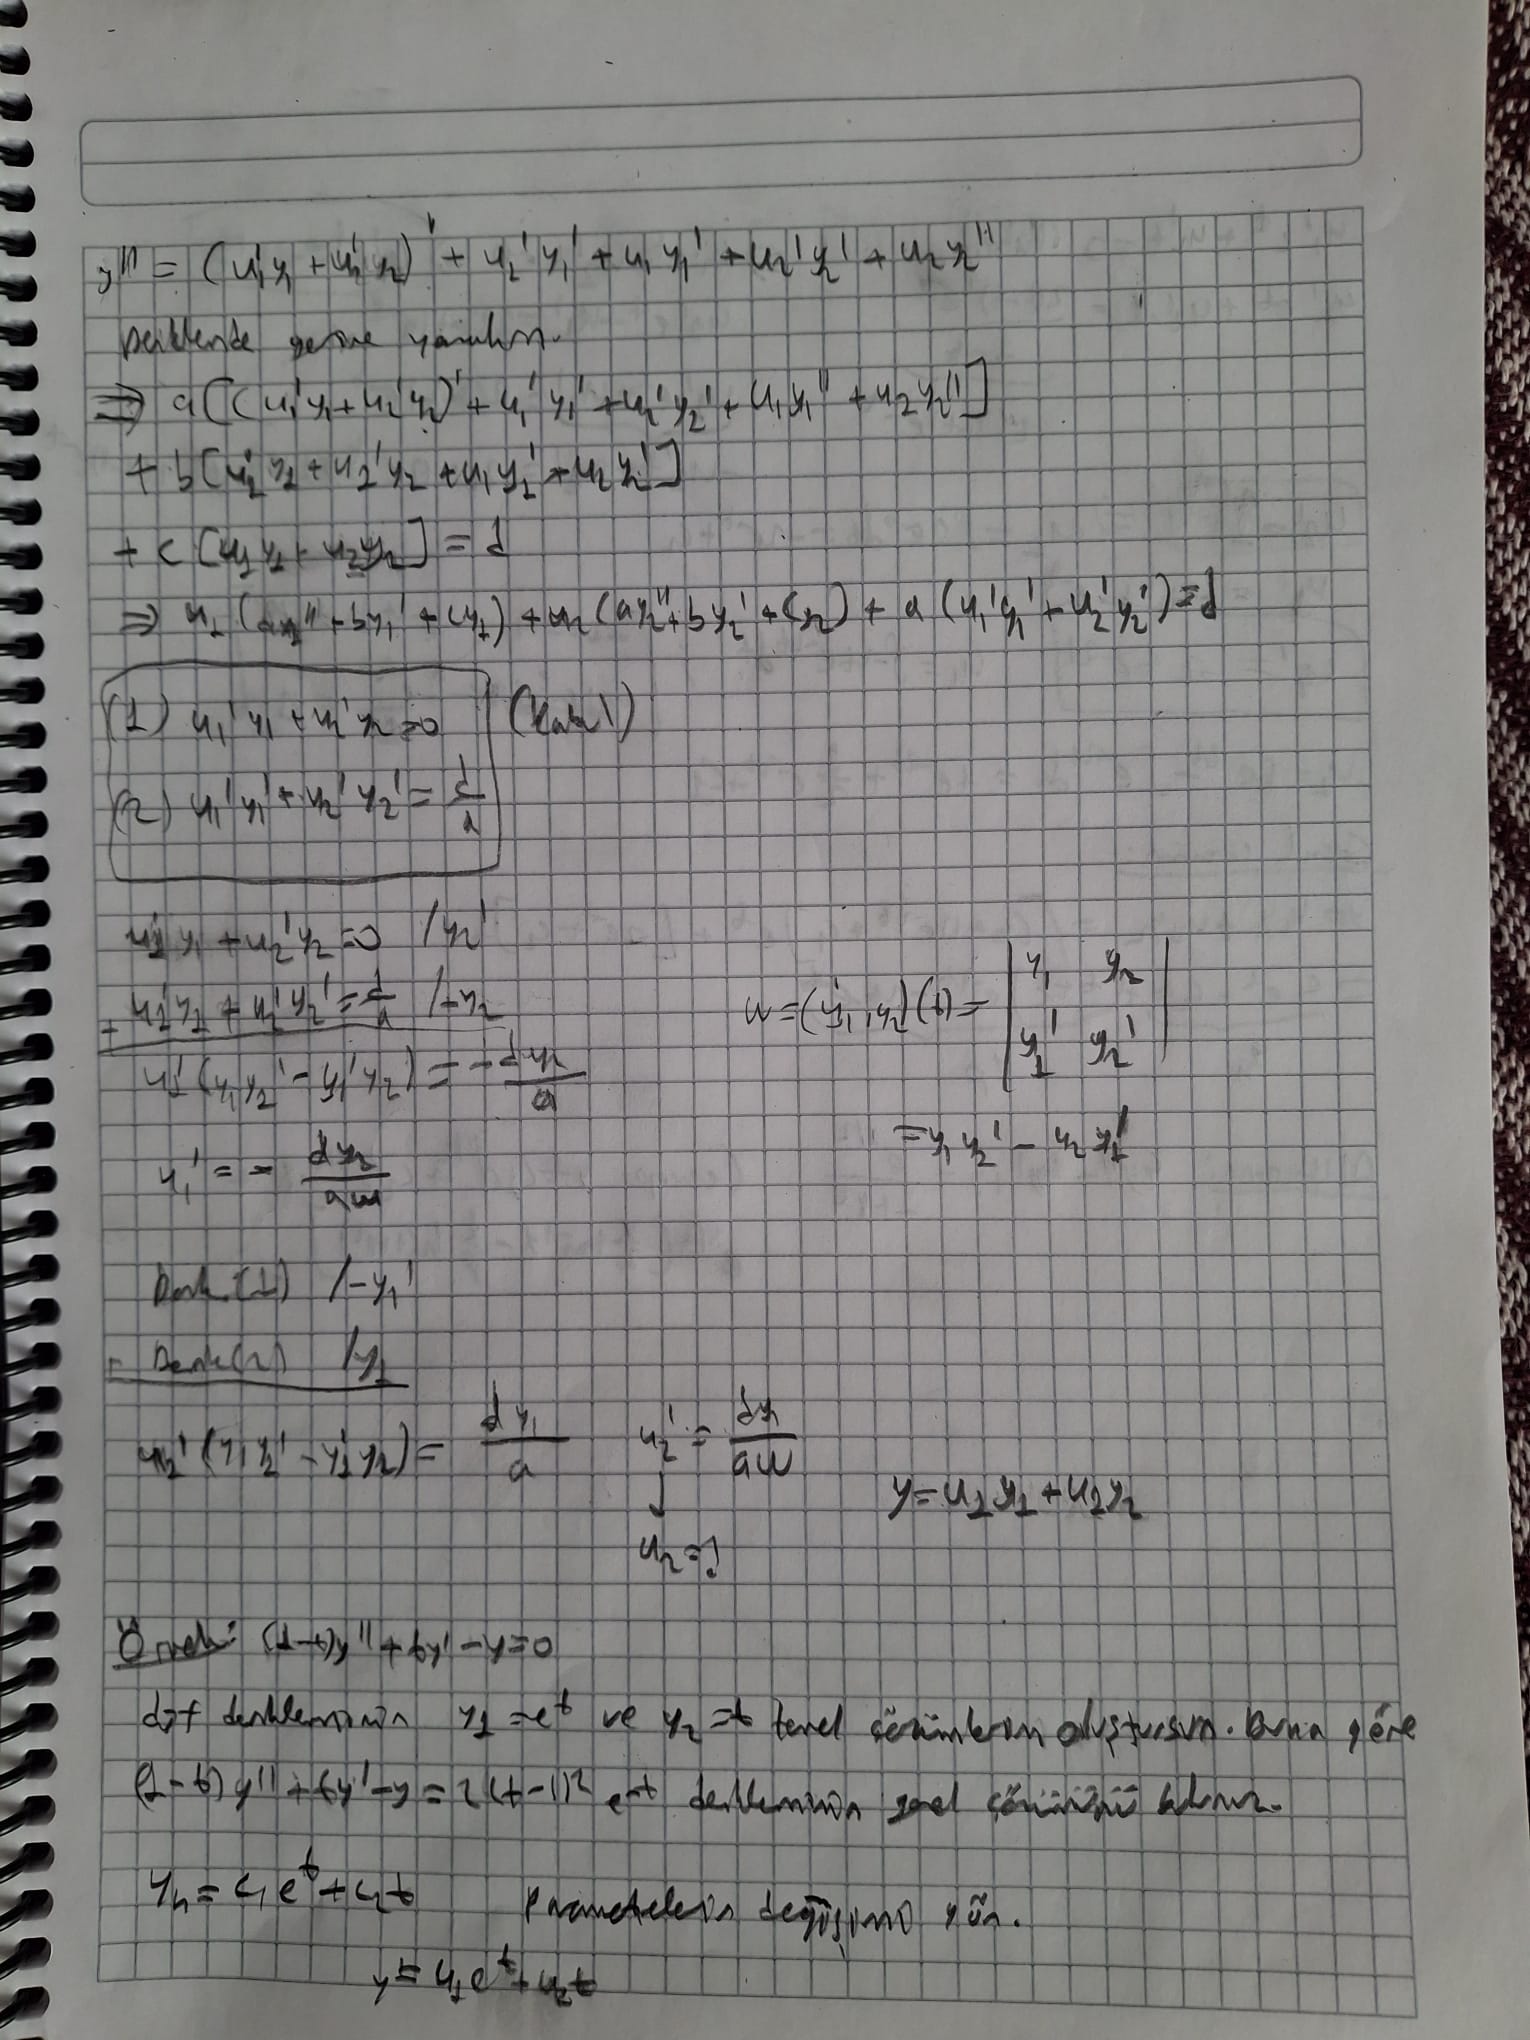 y'' = (u1'y1 + u2'y2)' + u2'y1' + u1y1' + u2'y2' + u2y2''
yerine yazılırsa.
⇒ a[(u1'y1 + u2'y2)' + u1'y1' + u2'y2' + u1y1'' + u2y2'']
+ b[u1'y1 + u2'y2 + u1y1' + u2y2']
+ c[u1y1 + u2y2] = d
⇒ u1(ay1'' + by1' + cy1) + u2(ay2'' + by2' + cy2) + a(u1'y1' + u2'y2') = d
(1) u1'y1 + u2'y2 = 0 (Kabul)
(2) u1'y1' + u2'y2' = d/a
u1'y1 + u2'y2 = 0 /y2'
+ u1'y1' + u2'y2' = d/a /-y2
u1'(y1y2' - y1'y2) = - dy2/a
w = (y1, y2)(t) = | y1 y2 |
| y1' y2' |
= y1y2' - y2y1'
u1' = - dy2/aw
Denk(1) /-y1'
+ Denk(2) /y1
u2'(y1y2' - y1'y2) = dy1/a u2' = dy1/aw
↓
u2 = ?
y = u1y1 + u2y2
Örnek: (1-t)y'' + ty' - y = 0
dif denkleminin y1 = e^t ve y2 = t temel çözümlerini oluştursun. Buna göre
(1-t)y'' + ty' - y = 2(t-1)² e^-t denkleminin genel çözümünü bulunuz.
yh = c1e^t + c2t Parametrelerin değişimi yön.
y = u1e^t + u2t